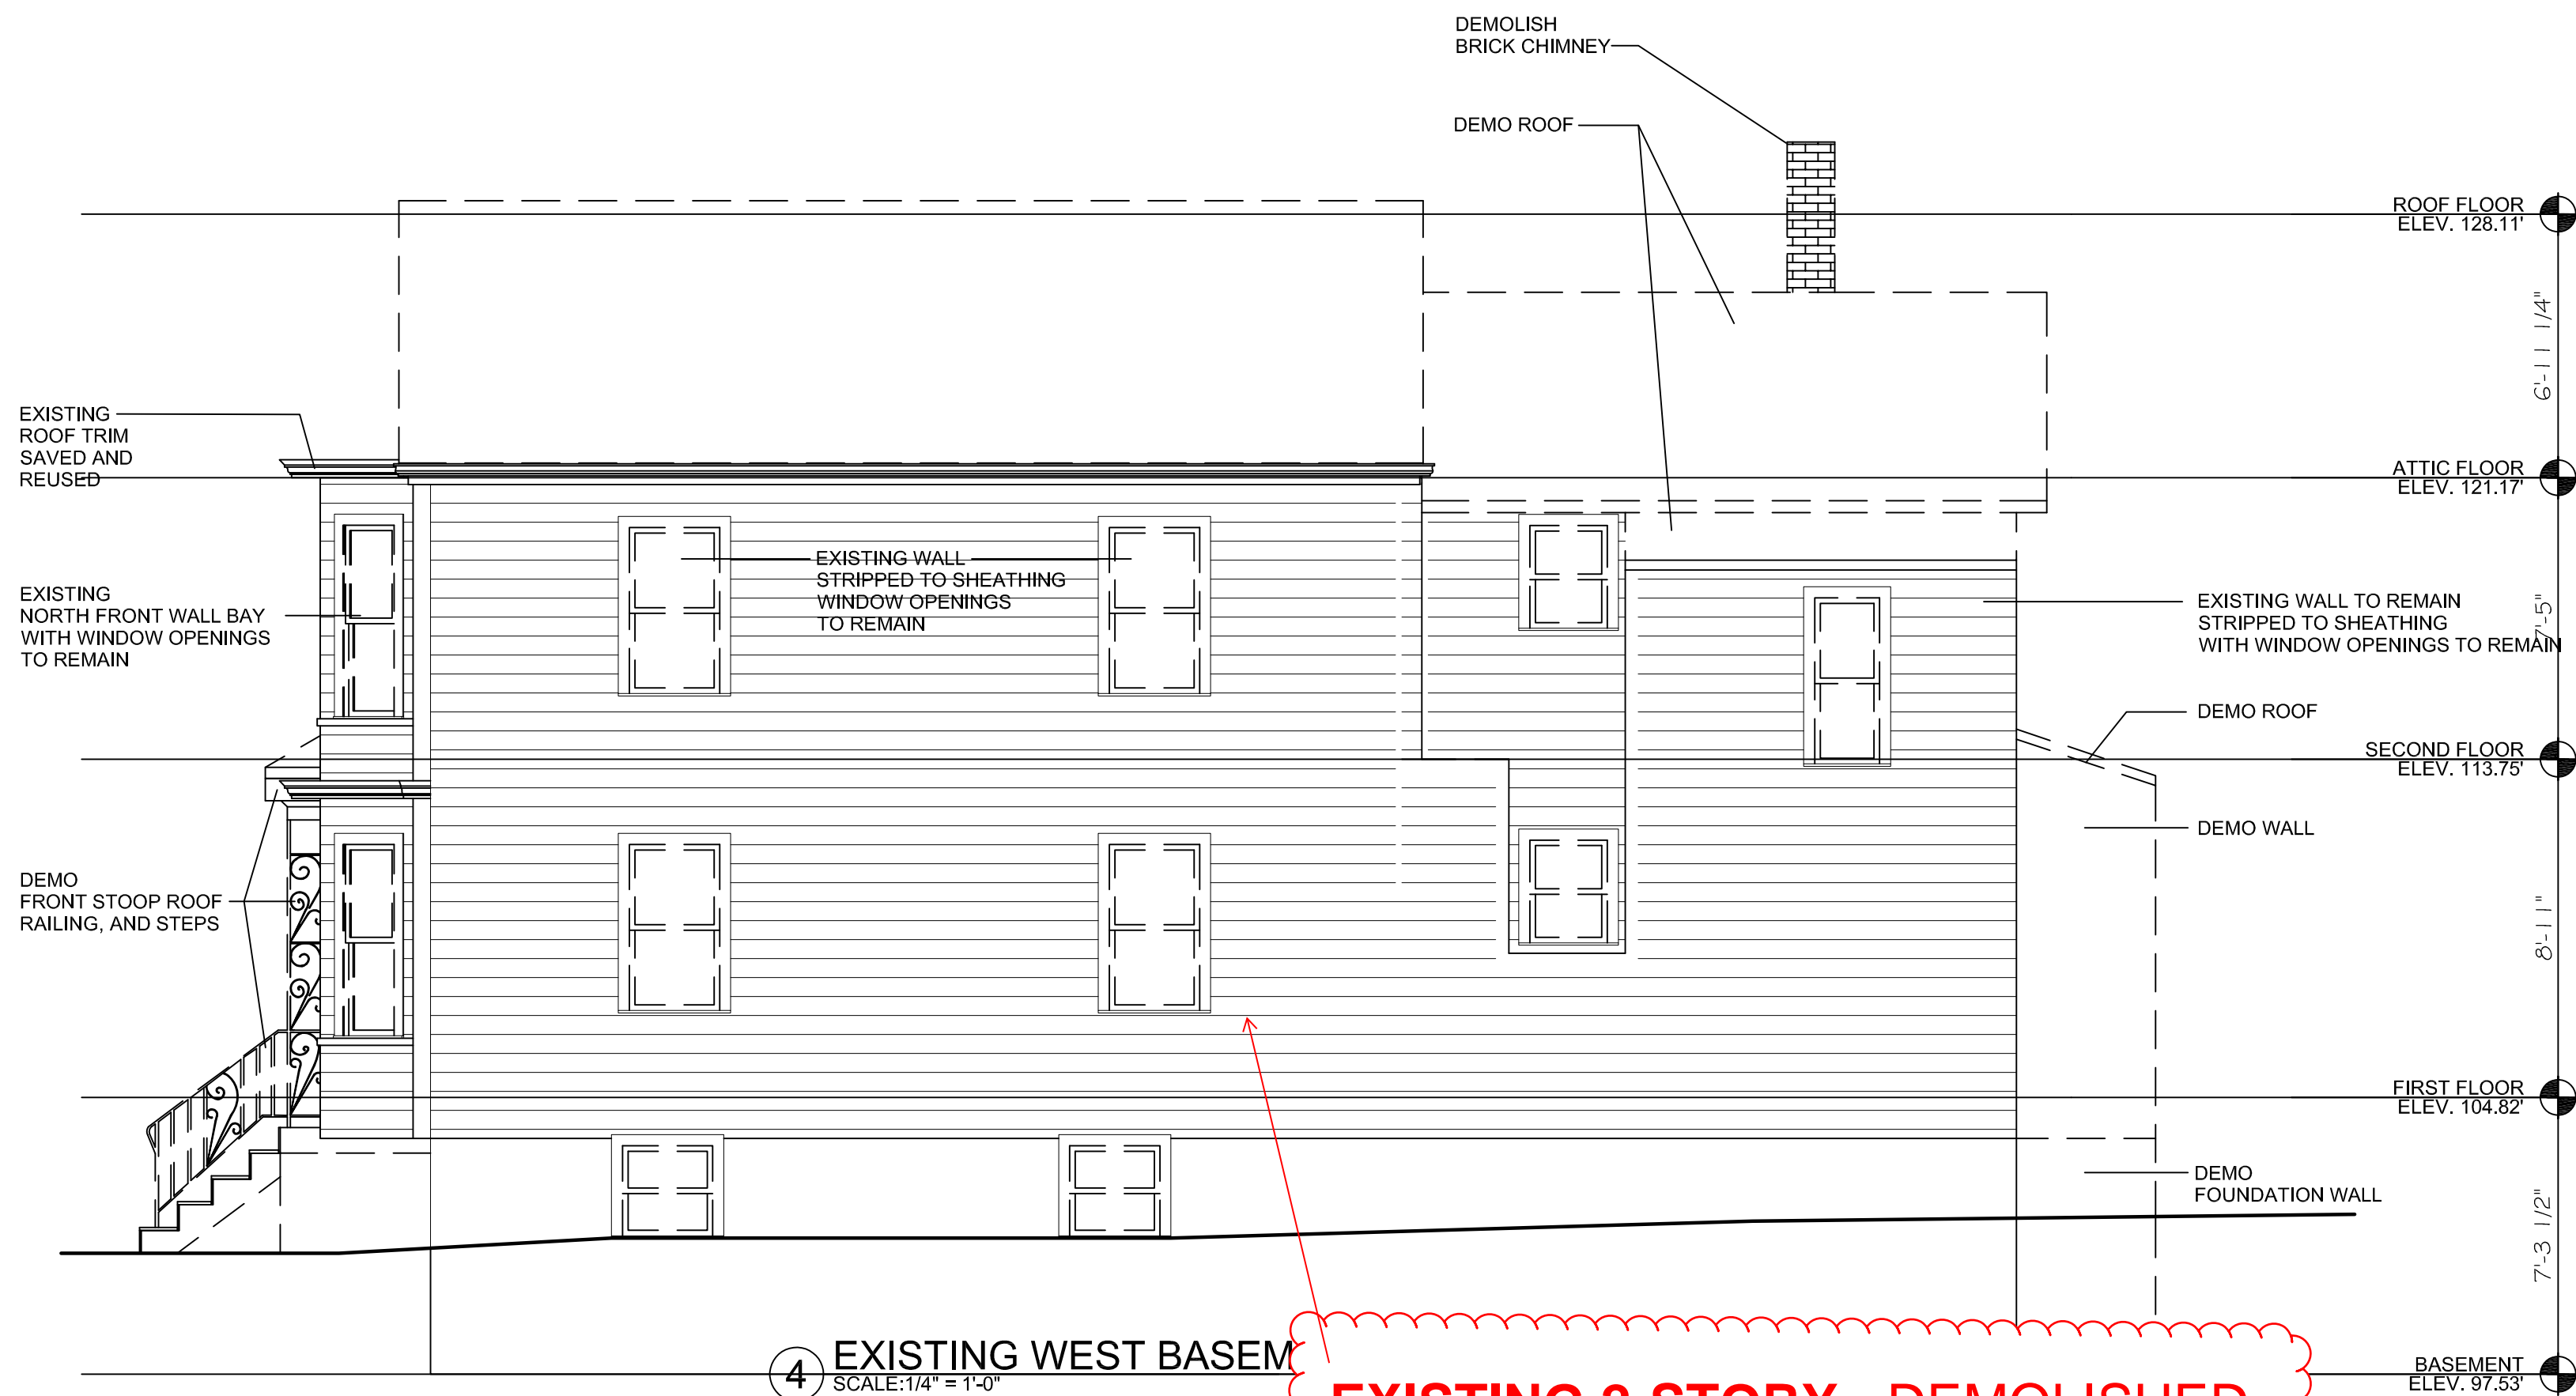 DEMOLISH
BRICK CHIMNEY
DEMO ROOF
ROOF FLOOR
ELEV. 128.11'
6'-11 1/4"
EXISTING
ROOF TRIM
SAVED AND
REUSED
ATTIC FLOOR
ELEV. 121.17'
EXISTING WALL
STRIPPED TO SHEATHING
WINDOW OPENINGS
TO REMAIN
EXISTING
NORTH FRONT WALL BAY
WITH WINDOW OPENINGS
TO REMAIN
EXISTING WALL TO REMAIN
STRIPPED TO SHEATHING
WITH WINDOW OPENINGS TO REMAIN
7'-5"
DEMO ROOF
SECOND FLOOR
ELEV. 113.75'
DEMO WALL
DEMO
FRONT STOOP ROOF
RAILING, AND STEPS
8'-11"
FIRST FLOOR
ELEV. 104.82'
DEMO
FOUNDATION WALL
7'-3 1/2"
4 EXISTING WEST BASEM
SCALE:1/4" = 1'-0"
BASEMENT
ELEV. 97.53'
EXISTING STORY DEMOLISHED